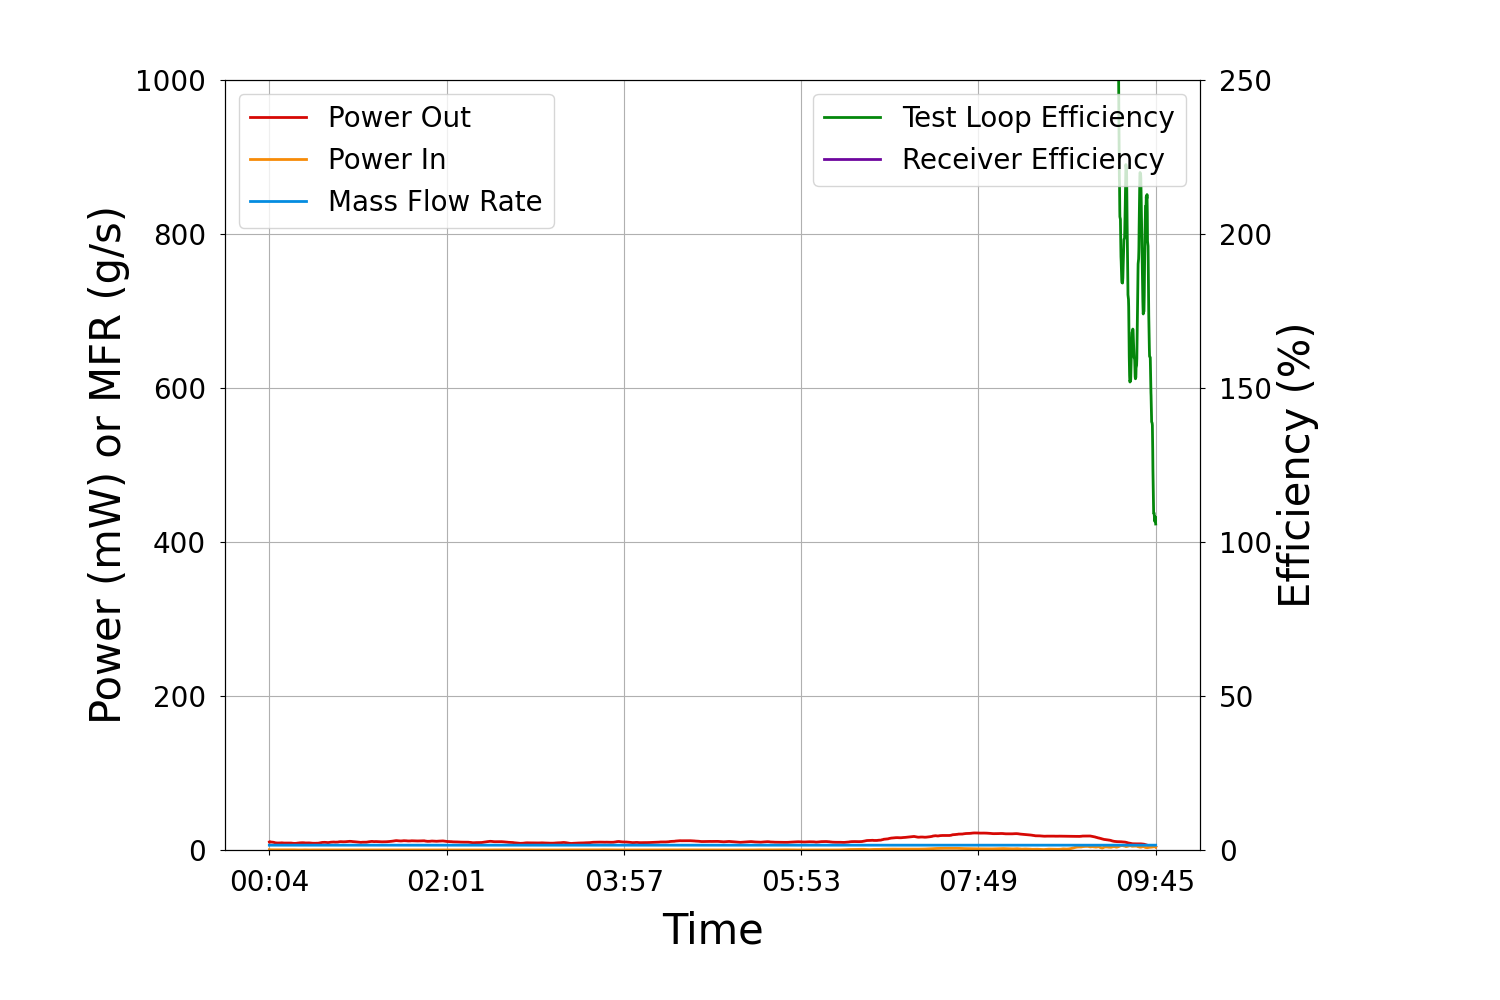 1000
800
600
400
200
0
Power (mW) or MFR (g/s)
Power Out
Power In
Mass Flow Rate
Test Loop Efficiency
Receiver Efficiency
250
200
150
100
50
0
Efficiency (%)
00:04 02:01 03:57 05:53 07:49 09:45
Time